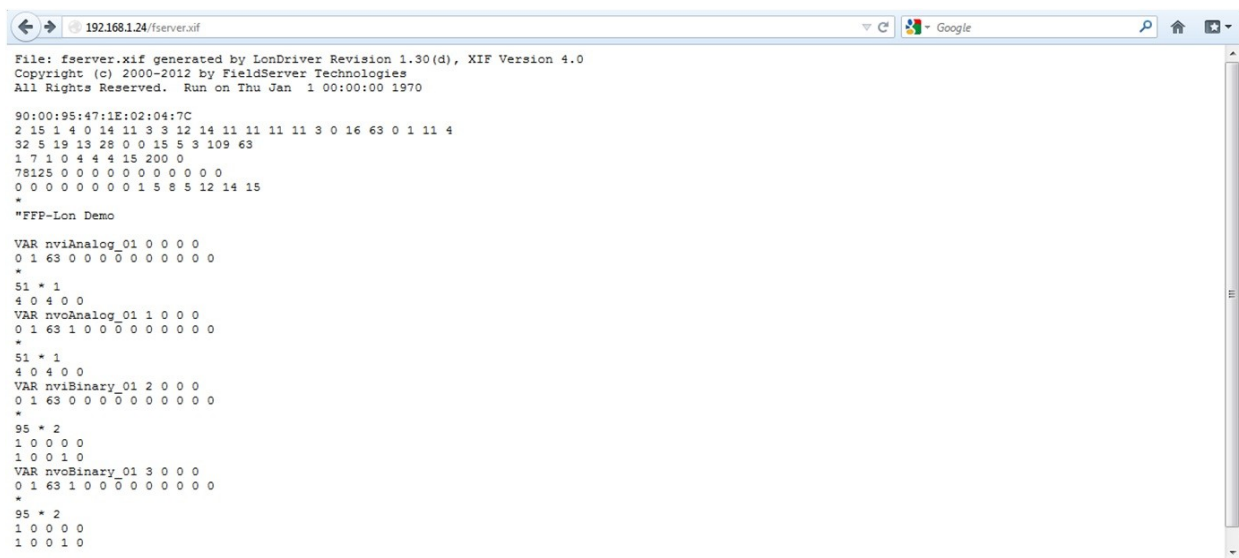 192.168.1.24/fserver.xif
Google
File: fserver.xif generated by LonDriver Revision 1.30(d), XIF Version 4.0
Copyright (c) 2000-2012 by FieldServer Technologies
All Rights Reserved.  Run on Thu Jan  1 00:00:00 1970
90:00:95:47:1E:02:04:7C
2 15 1 4 0 14 11 3 3 12 14 11 11 11 11 3 0 16 63 0 1 11 4
32 5 19 13 28 0 0 15 5 3 109 63
1 7 1 0 4 4 4 15 200 0
78125 0 0 0 0 0 0 0 0 0 0 0
0 0 0 0 0 0 0 0 1 5 8 5 12 14 15
*
"FFP-Lon Demo
VAR nviAnalog_01 0 0 0 0
0 1 63 0 0 0 0 0 0 0 0 0 0
*
51 * 1
4 0 4 0 0
VAR nvoAnalog_01 1 0 0 0
0 1 63 1 0 0 0 0 0 0 0 0 0
*
51 * 1
4 0 4 0 0
VAR nviBinary_01 2 0 0 0
0 1 63 0 0 0 0 0 0 0 0 0 0
*
95 * 2
1 0 0 0 0
1 0 0 1 0
VAR nvoBinary_01 3 0 0 0
0 1 63 1 0 0 0 0 0 0 0 0 0
*
95 * 2
1 0 0 0 0
1 0 0 1 0